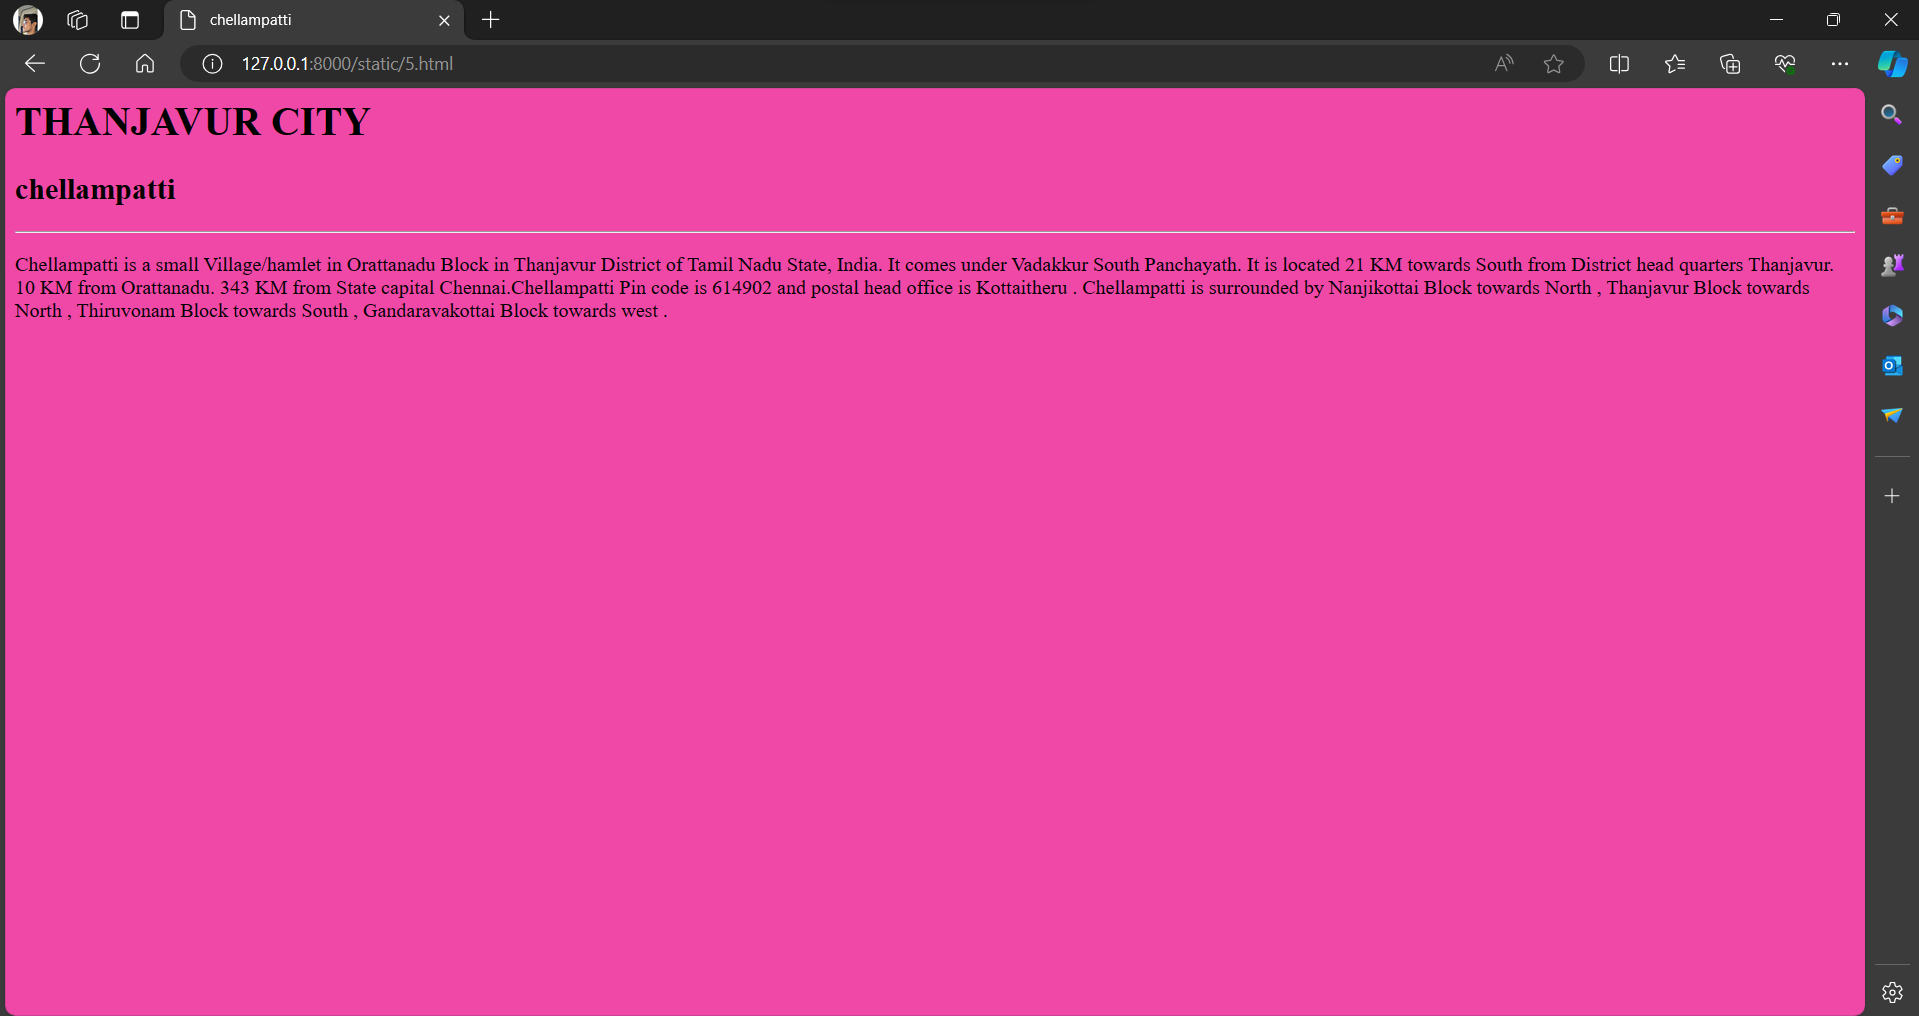 chellampatti
127.0.0.1:8000/static/5.html
THANJAVUR CITY
chellampatti
Chellampatti is a small Village/hamlet in Orattanadu Block in Thanjavur District of Tamil Nadu State, India. It comes under Vadakkur South Panchayath. It is located 21 KM towards South from District head quarters Thanjavur.
10 KM from Orattanadu. 343 KM from State capital Chennai.Chellampatti Pin code is 614902 and postal head office is Kottaitheru . Chellampatti is surrounded by Nanjikottai Block towards North , Thanjavur Block towards
North , Thiruvonam Block towards South , Gandaravakottai Block towards west .